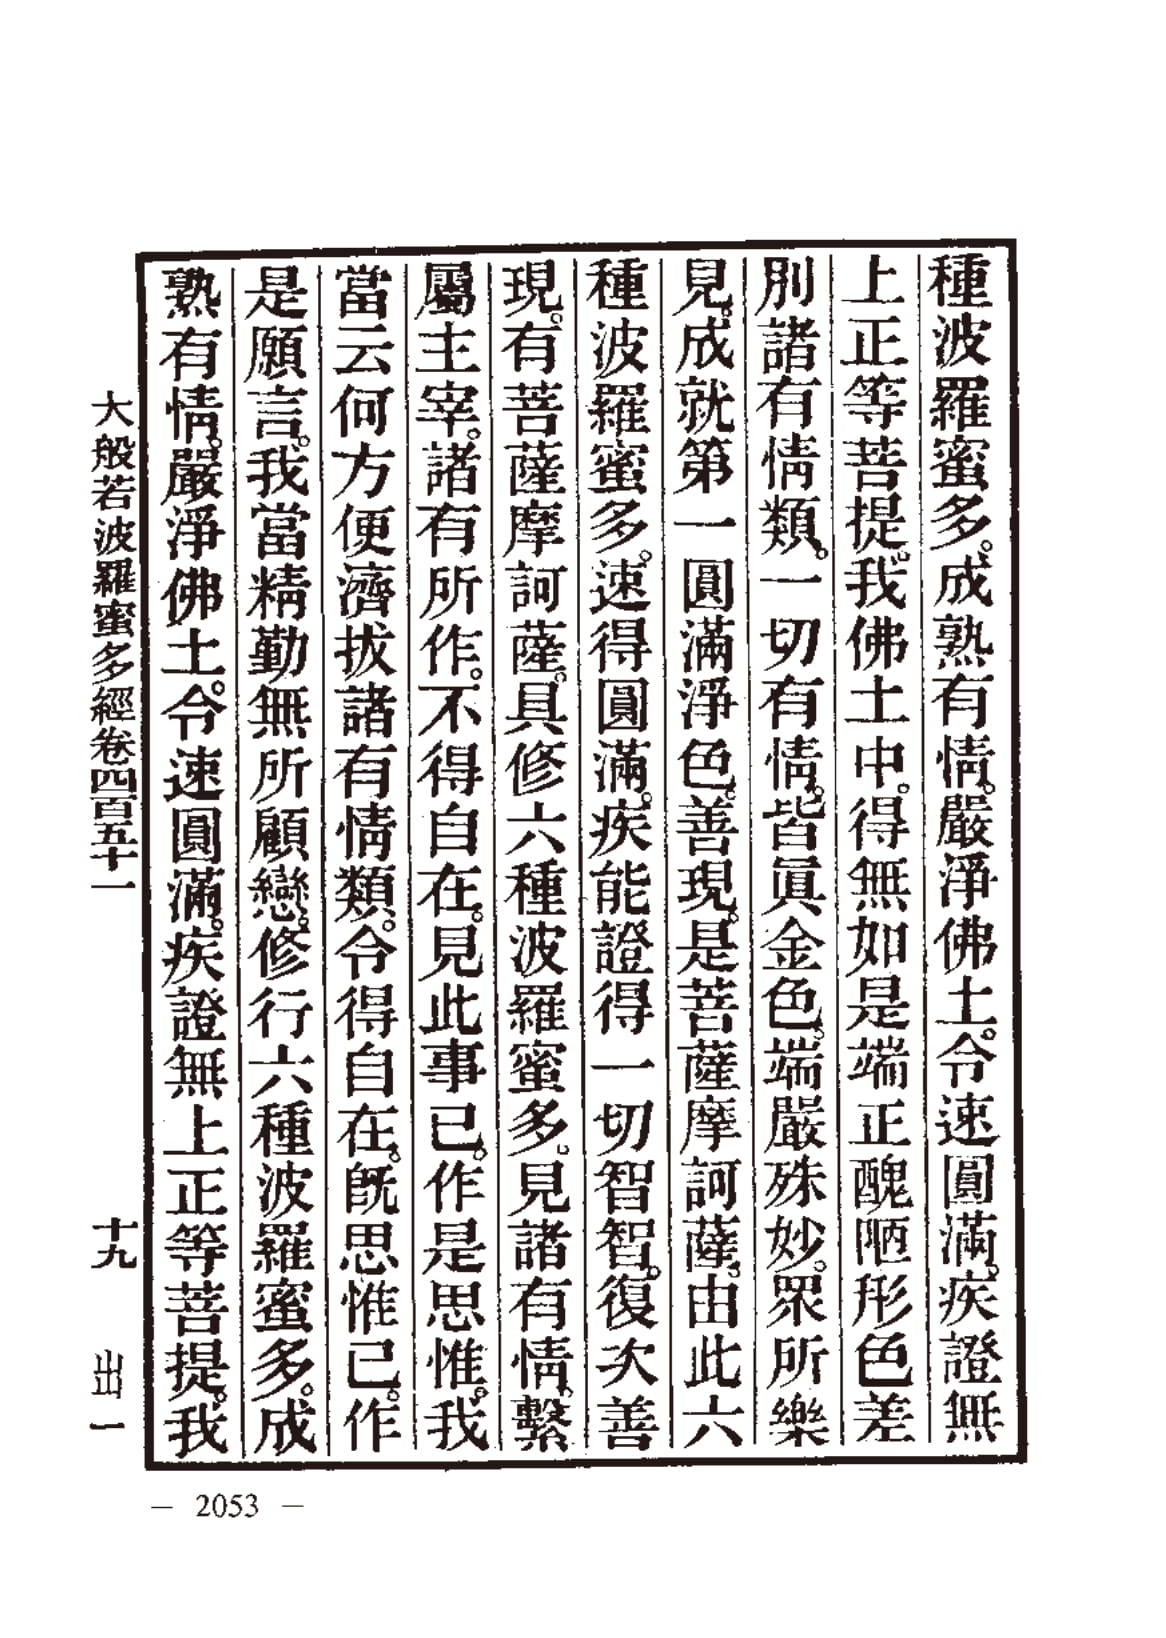 種波羅蜜多。成熟有情。嚴淨佛土。令速圓滿。疾證無
上正等菩提。我佛土中。得無如是端正醜陋形色差
別諸有情類。一切有情。皆眞金色。端嚴殊妙。眾所樂
見。成就第一圓滿淨色。善現。是菩薩摩訶薩。由此六
種波羅蜜多。速得圓滿。疾能證得一切智智。復次善
現。有菩薩摩訶薩。具修六種波羅蜜多。見諸有情。繫
屬主宰。諸有所作。不得自在。見此事已。作是思惟。我
當云何方便濟拔諸有情類。令得自在。既思惟已。作
是願言。我當精勤無所顧戀。修行六種波羅蜜多。成
熟有情。嚴淨佛土。令速圓滿。疾證無上正等菩提。我
大般若波羅蜜多經卷四百五十一 十九 出一
— 2053 —